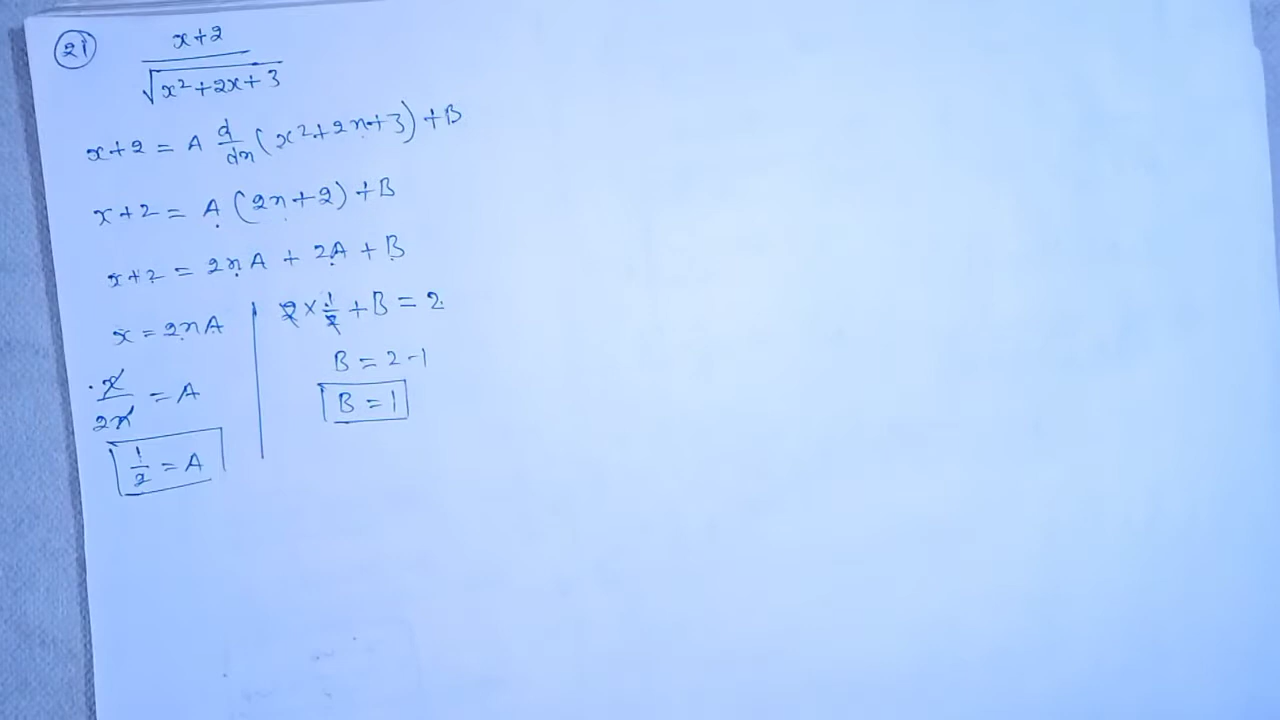 21
x+2
√x²+2x+3
x+2 = A d/dx (x²+2x+3) + B
x+2 = A (2x+2) + B
x+2 = 2xA + 2A + B
x = 2xA
x/2x = A
1/2 = A
2 × 1/2 + B = 2
B = 2-1
B = 1